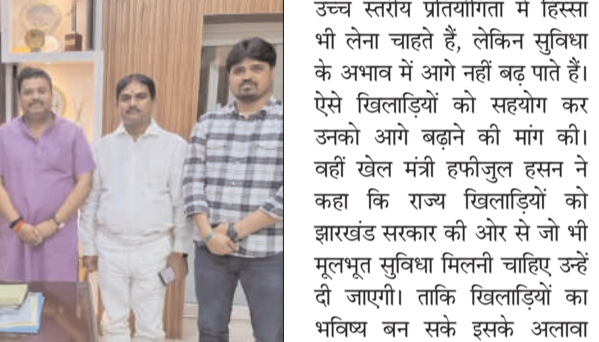 उच्च स्तरीय प्रतियोगिता में हिस्सा
भी लेना चाहते हैं, लेकिन सुविधा
के अभाव में आगे नहीं बढ़ पाते हैं।
ऐसे खिलाड़ियों को सहयोग कर
उनको आगे बढ़ाने की मांग की।
वहीं खेल मंत्री हफीजुल हसन ने
कहा कि राज्य खिलाड़ियों को
झारखंड सरकार की ओर से जो भी
मूलभूत सुविधा मिलनी चाहिए उन्हें
दी जाएगी। ताकि खिलाड़ियों का
भविष्य बन सके इसके अलावा